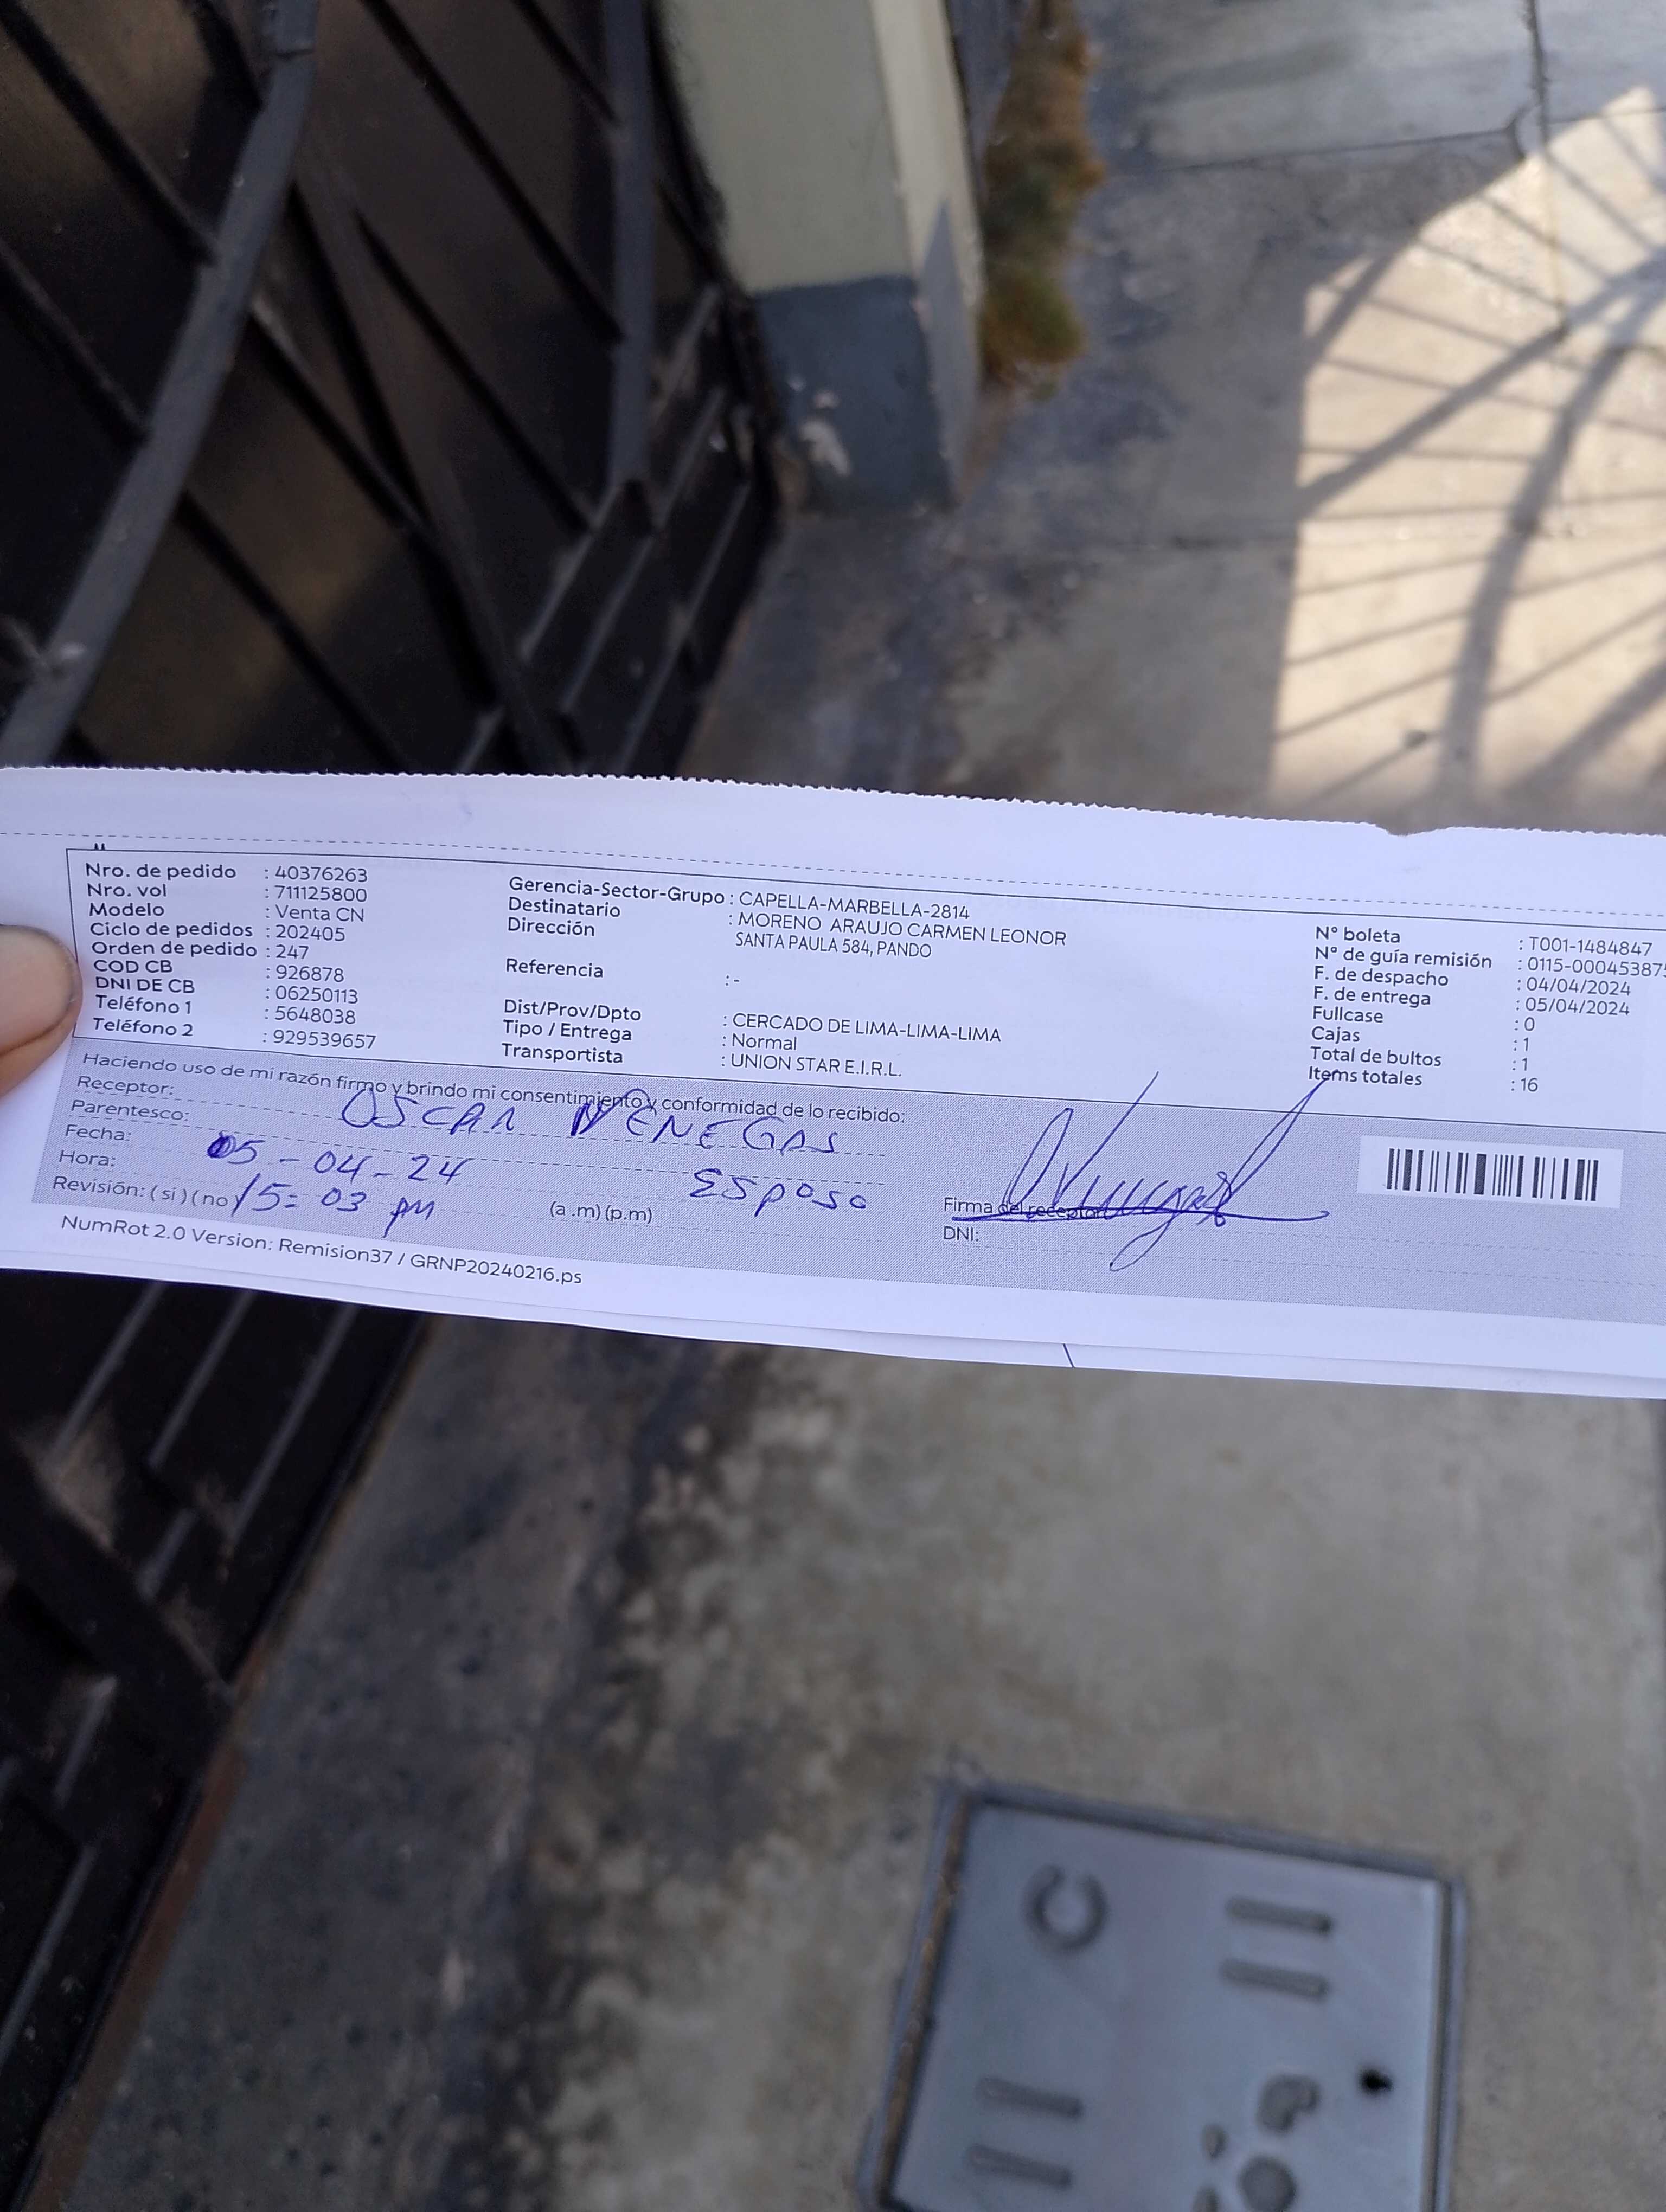 Nro. de pedido : 40376263
Nro. vol : 711125800
Modelo : Venta CN
Ciclo de pedidos : 202405
Orden de pedido : 247
COD CB : 926878
DNI DE CB : 06250113
Teléfono 1 : 5648038
Teléfono 2 : 929539657
Gerencia-Sector-Grupo : CAPELLA-MARBELLA-2814
Destinatario : MORENO ARAUJO CARMEN LEONOR
Dirección SANTA PAULA 584, PANDO
Referencia : -
Dist/Prov/Dpto : CERCADO DE LIMA-LIMA-LIMA
Tipo / Entrega : Normal
Transportista : UNION STAR E.I.R.L.
N° boleta : T001-1484847
N° de guía remisión : 0115-00045387
F. de despacho : 04/04/2024
F. de entrega : 05/04/2024
Fullcase : 0
Cajas : 1
Total de bultos : 1
Items totales : 16
Haciendo uso de mi razón firmo y brindo mi consentimiento y conformidad de lo recibido:
Receptor: OSCAR VENEGAS
Parentesco: Esposo
Fecha: 05-04-24
Hora: 15:03 pm (a .m) (p.m)
Revisión: ( si ) ( no )
Firma del receptor:
DNI:
NumRot 2.0 Version: Remision37 / GRNP20240216.ps